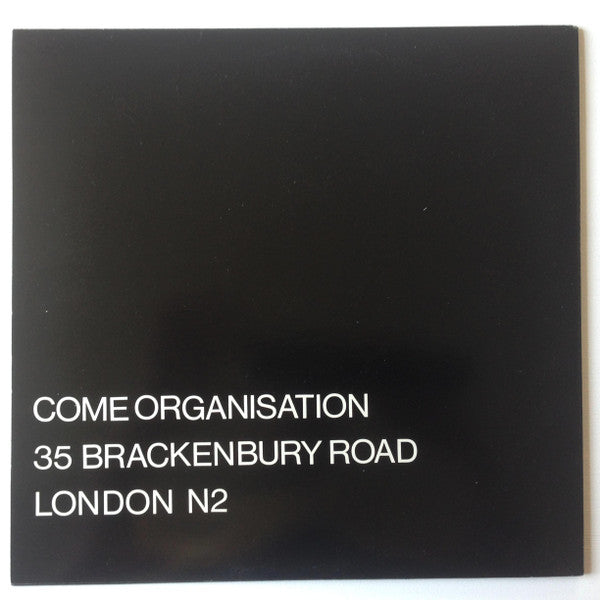 COME ORGANISATION
35 BRACKENBURY ROAD
LONDON N2